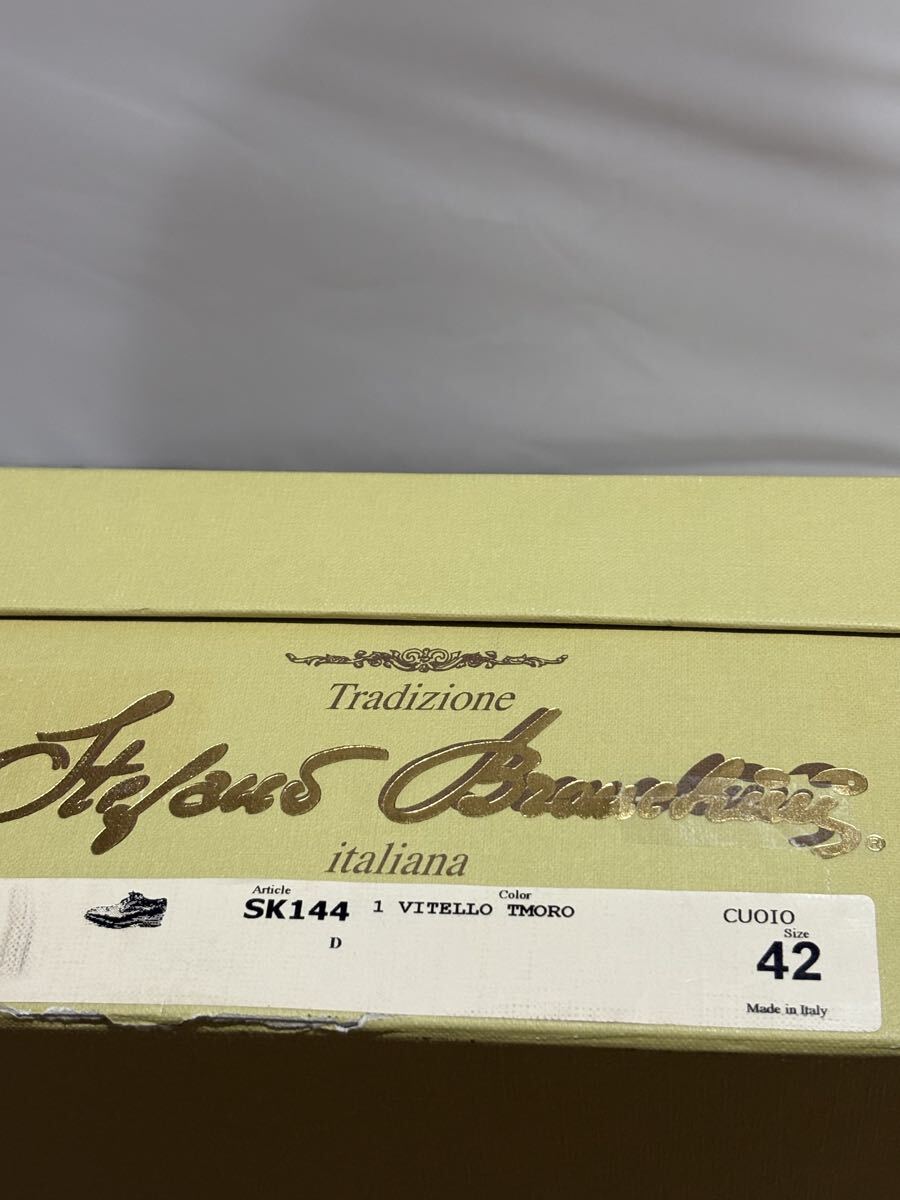 Tradizione
Stefano Branchini ®
italiana
Article Color
SK144 1 VITELLO TMORO CUOIO
D Size
42
Made in Italy